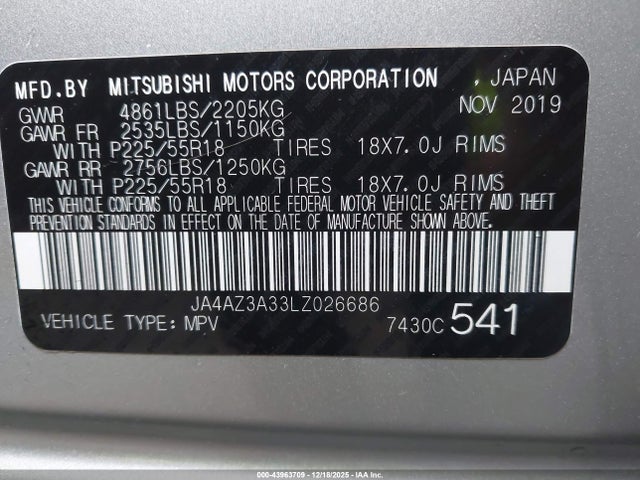 MFD.BY MITSUBISHI MOTORS CORPORATION , JAPAN
GWWR 4861LBS/2205KG NOV 2019
GAWR FR 2535LBS/1150KG
WITH P225/55R18 TIRES 18X7.0J RIMS
GAWR RR 2756LBS/1250KG
WITH P225/55R18 TIRES 18X7.0J RIMS
THIS VEHICLE CONFORMS TO ALL APPLICABLE FEDERAL MOTOR VEHICLE SAFETY AND THEFT
PREVENTION STANDARDS IN EFFECT ON THE DATE OF MANUFACTURE SHOWN ABOVE.
JA4AZ3A33LZ026686
VEHICLE TYPE: MPV 7430C 541
000-43963709 - 12/18/2025 - IAA Inc.